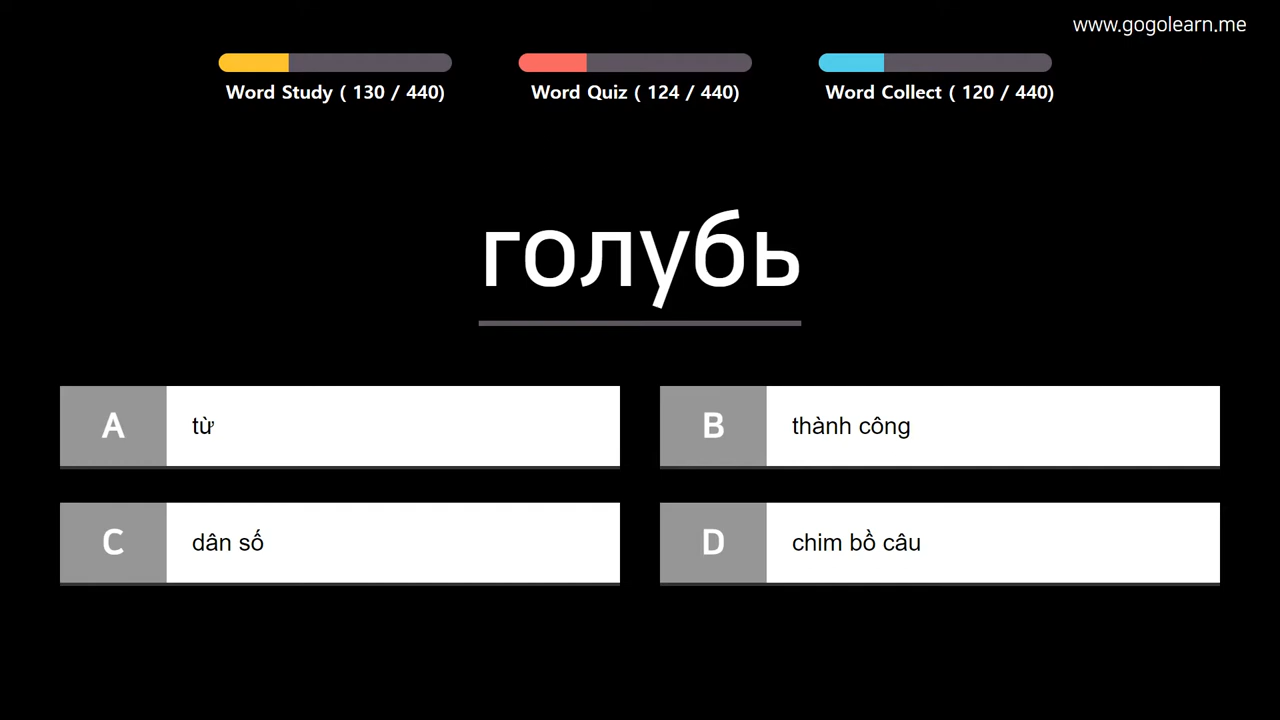 www.gogolearn.me
Word Study ( 130 / 440)
Word Quiz ( 124 / 440)
Word Collect ( 120 / 440)
голубь
A
từ
B
thành công
C
dân số
D
chim bồ câu